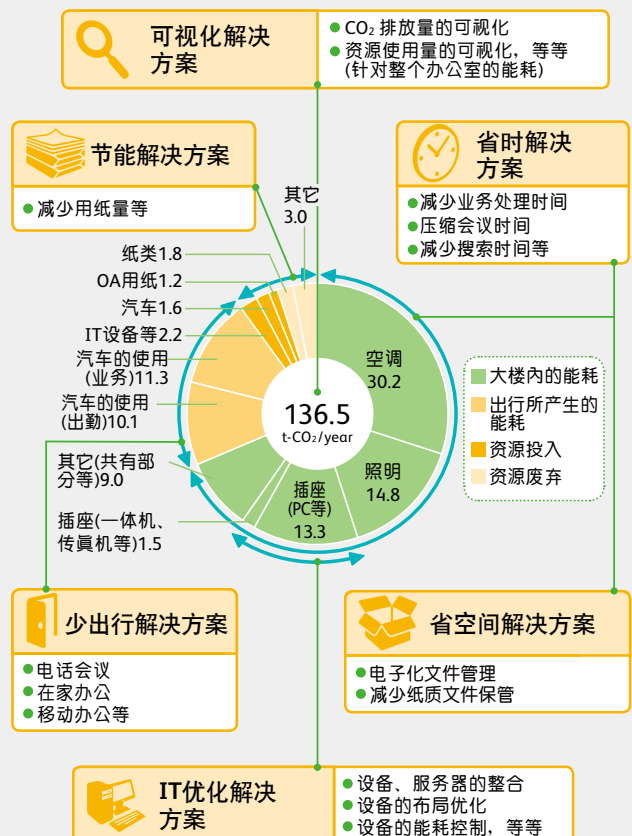 可视化解决
方案
● CO₂ 排放量的可视化
● 资源使用量的可视化，等等
(针对整个办公室的能耗)
节能解决方案
● 减少用纸量等
省时解决
方案
● 减少业务处理时间
● 压缩会议时间
● 减少搜索时间等
其它
3.0
纸类1.8
OA用纸1.2
汽车1.6
IT设备等2.2
汽车的使用
(业务)11.3
汽车的使用
(出勤)10.1
其它(共有部
分等)9.0
插座(一体机、
传真机等)1.5
空调
30.2
照明
14.8
插座
(PC等)
13.3
136.5
t-CO₂/year
大楼内的能耗
出行所产生的
能耗
资源投入
资源废弃
少出行解决方案
● 电话会议
● 在家办公
● 移动办公等
省空间解决方案
● 电子化文件管理
● 减少纸质文件保管
IT优化解决
方案
● 设备、服务器的整合
● 设备的布局优化
● 设备的能耗控制，等等